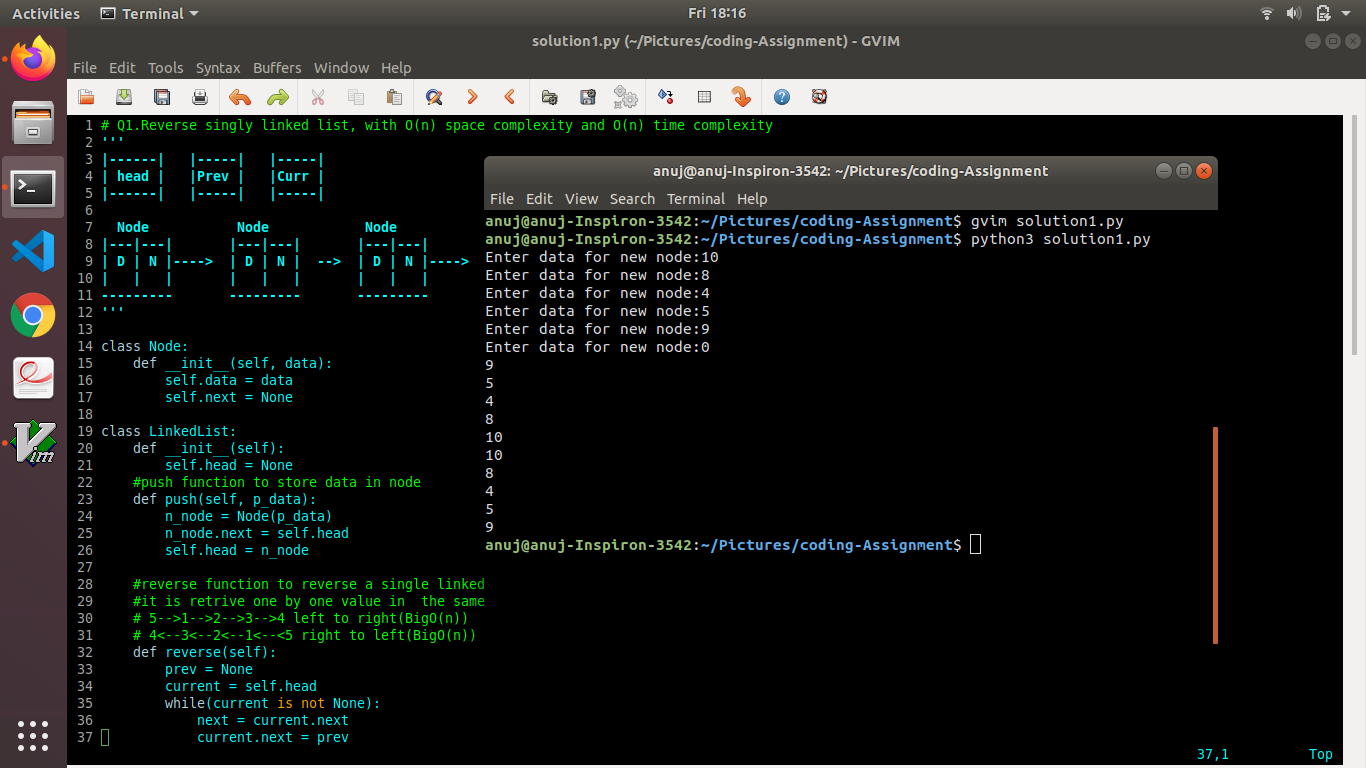 Activities Terminal Fri 18:16
solution1.py (~/Pictures/coding-Assignment) - GVIM
File Edit Tools Syntax Buffers Window Help
1 # Q1.Reverse singly linked list, with O(n) space complexity and O(n) time complexity
2 '''
3 |------|   |-----|   |-----|
4 | head |   |Prev |   |Curr |
5 |------|   |-----|   |-----|
6
7   Node           Node            Node
8 |---|---|       |---|---|       |---|---|
9 | D | N |---->  | D | N |  -->  | D | N |---->
10 |   |   |       |   |   |       |   |   |
11 ---------       ---------       ---------
12 '''
13
14 class Node:
15     def __init__(self, data):
16         self.data = data
17         self.next = None
18
19 class LinkedList:
20     def __init__(self):
21         self.head = None
22     #push function to store data in node
23     def push(self, p_data):
24         n_node = Node(p_data)
25         n_node.next = self.head
26         self.head = n_node
27
28     #reverse function to reverse a single linked
29     #it is retrive one by one value in  the same
30     # 5-->1-->2-->3-->4 left to right(BigO(n))
31     # 4<--3<--2<--1<--<5 right to left(BigO(n))
32     def reverse(self):
33         prev = None
34         current = self.head
35         while(current is not None):
36             next = current.next
37             current.next = prev
37,1 Top
anuj@anuj-Inspiron-3542: ~/Pictures/coding-Assignment
File Edit View Search Terminal Help
anuj@anuj-Inspiron-3542:~/Pictures/coding-Assignment$ gvim solution1.py
anuj@anuj-Inspiron-3542:~/Pictures/coding-Assignment$ python3 solution1.py
Enter data for new node:10
Enter data for new node:8
Enter data for new node:4
Enter data for new node:5
Enter data for new node:9
Enter data for new node:0
9
5
4
8
10
10
8
4
5
9
anuj@anuj-Inspiron-3542:~/Pictures/coding-Assignment$
Vim